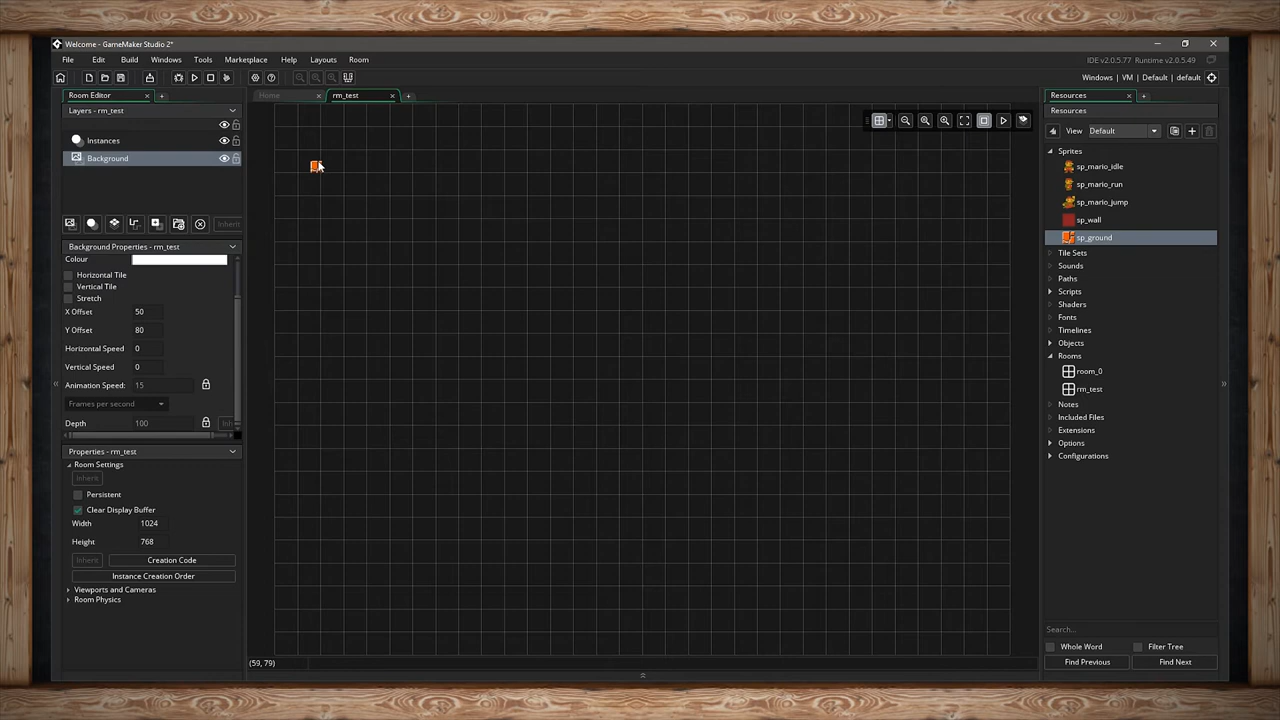 Welcome - GameMaker Studio 2*
File Edit Build Windows Tools Marketplace Help Layouts Room
IDE v2.0.5.77 Runtime v2.0.5.49
Windows | VM | Default | default
Room Editor
Home
rm_test
Resources
Layers - rm_test
Resources
View Default
Instances
Background
Inherit
Background Properties - rm_test
Colour
Horizontal Tile
Vertical Tile
Stretch
X Offset 50
Y Offset 80
Horizontal Speed 0
Vertical Speed 0
Animation Speed: 15
Frames per second
Depth 100
Inh
Properties - rm_test
Room Settings
Inherit
Persistent
Clear Display Buffer
Width 1024
Height 768
Inherit Creation Code
Instance Creation Order
Viewports and Cameras
Room Physics
(59, 79)
Sprites
sp_mario_idle
sp_mario_run
sp_mario_jump
sp_wall
sp_ground
Tile Sets
Sounds
Paths
Scripts
Shaders
Fonts
Timelines
Objects
Rooms
room_0
rm_test
Notes
Included Files
Extensions
Options
Configurations
Search...
Whole Word Filter Tree
Find Previous Find Next